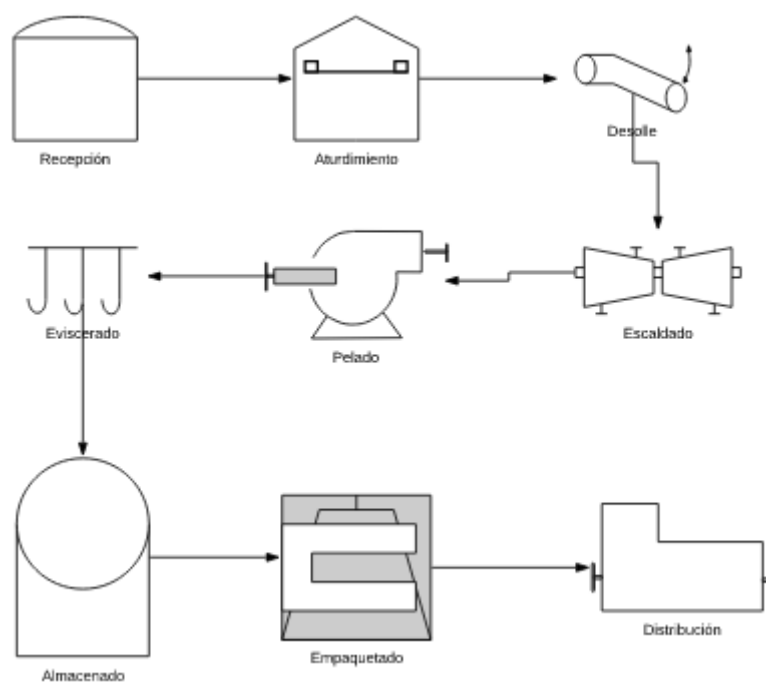 Recepción
Aturdimiento
Desolle
Eviscerado
Pelado
Escaldado
Almacenado
Empaquetado
Distribución